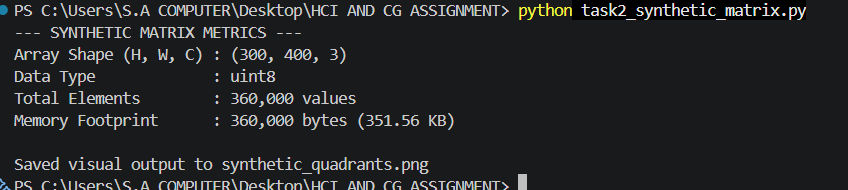 PS C:\Users\S.A COMPUTER\Desktop\HCI AND CG ASSIGNMENT> python task2_synthetic_matrix.py
--- SYNTHETIC MATRIX METRICS ---
Array Shape (H, W, C) : (300, 400, 3)
Data Type             : uint8
Total Elements        : 360,000 values
Memory Footprint      : 360,000 bytes (351.56 KB)

Saved visual output to synthetic_quadrants.png
PS C:\Users\S.A COMPUTER\Desktop\HCI AND CG ASSIGNMENT>